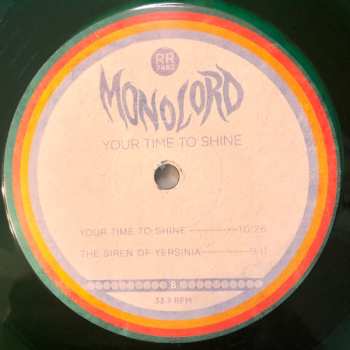 RR
7482
MONOLORD
YOUR TIME TO SHINE
YOUR TIME TO SHINE 10:26
THE SIREN OF YERSINIA 9:11
B
33 ⅓ RPM